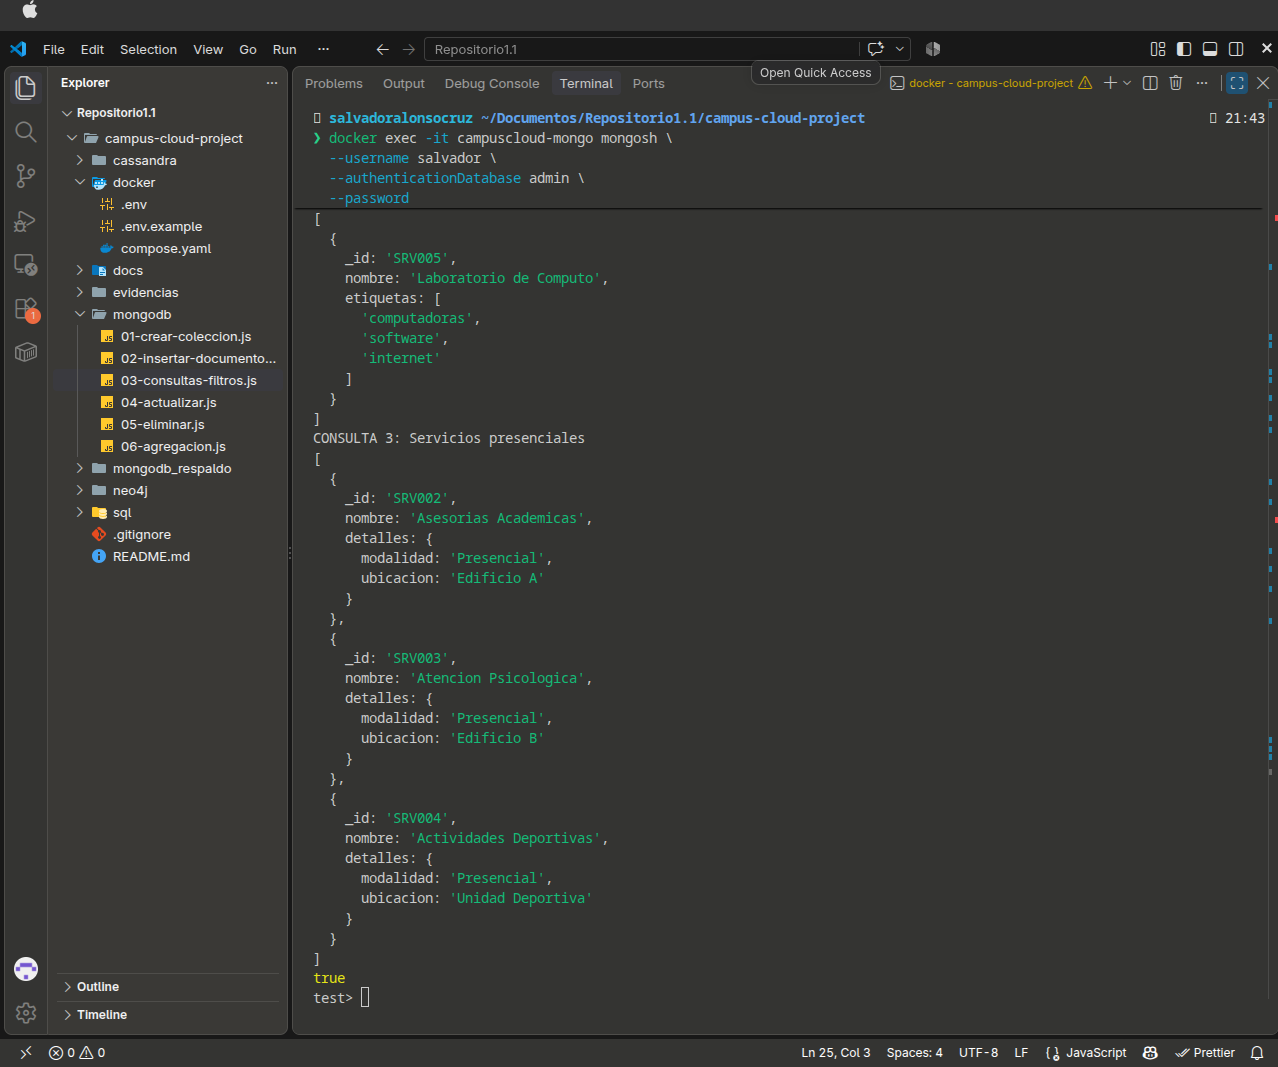 File Edit Selection View Go Run ···
Repositorio1.1
Open Quick Access
Explorer ···
Repositorio1.1
campus-cloud-project
cassandra
docker
.env
.env.example
compose.yaml
docs
evidencias
mongodb
01-crear-coleccion.js
02-insertar-documento...
03-consultas-filtros.js
04-actualizar.js
05-eliminar.js
06-agregacion.js
mongodb_respaldo
neo4j
sql
.gitignore
README.md
Outline
Timeline
1
Problems Output Debug Console Terminal Ports
docker - campus-cloud-project
salvadoralonsocruz ~/Documentos/Repositorio1.1/campus-cloud-project 21:43
❯ docker exec -it campuscloud-mongo mongosh \
--username salvador \
--authenticationDatabase admin \
--password
[
{
_id: 'SRV005',
nombre: 'Laboratorio de Computo',
etiquetas: [
'computadoras',
'software',
'internet'
]
}
]
CONSULTA 3: Servicios presenciales
[
{
_id: 'SRV002',
nombre: 'Asesorias Academicas',
detalles: {
modalidad: 'Presencial',
ubicacion: 'Edificio A'
}
},
{
_id: 'SRV003',
nombre: 'Atencion Psicologica',
detalles: {
modalidad: 'Presencial',
ubicacion: 'Edificio B'
}
},
{
_id: 'SRV004',
nombre: 'Actividades Deportivas',
detalles: {
modalidad: 'Presencial',
ubicacion: 'Unidad Deportiva'
}
}
]
true
test>
0 0 Ln 25, Col 3 Spaces: 4 UTF-8 LF JavaScript Prettier